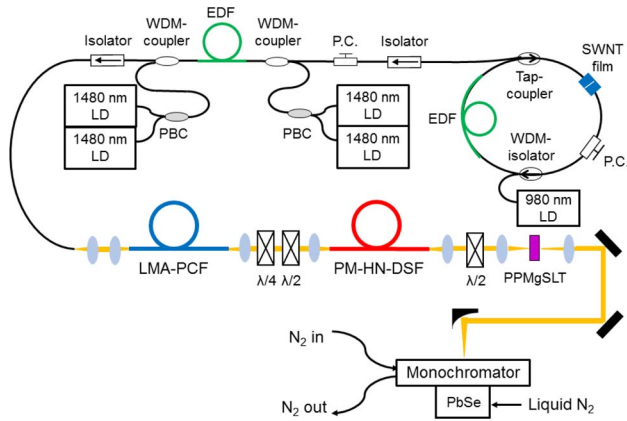 EDF
WDM-
coupler
WDM-
coupler
Isolator
P.C.
Isolator
SWNT
film
Tap-
coupler
1480 nm
LD
1480 nm
LD
PBC
1480 nm
LD
1480 nm
LD
PBC
EDF
WDM-
isolator
P.C.
980 nm
LD
LMA-PCF
λ/4
λ/2
PM-HN-DSF
λ/2
PPMgSLT
N₂ in
Monochromator
N₂ out
PbSe
Liquid N₂